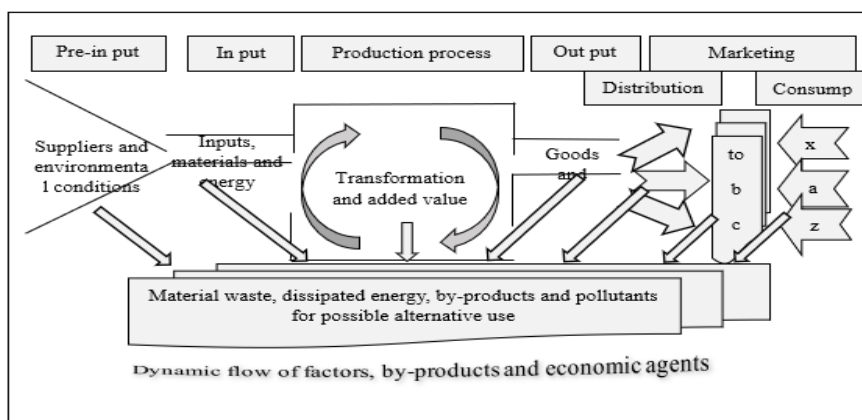 Pre-in put
In put
Production process
Out put
Marketing
Distribution
Consump
Suppliers and
environmenta
l conditions
Inputs,
materials and
energy
Transformation
and added value
Goods
and
to
b
c
x
a
z
Material waste, dissipated energy, by-products and pollutants
for possible alternative use
Dynamic flow of factors, by-products and economic agents